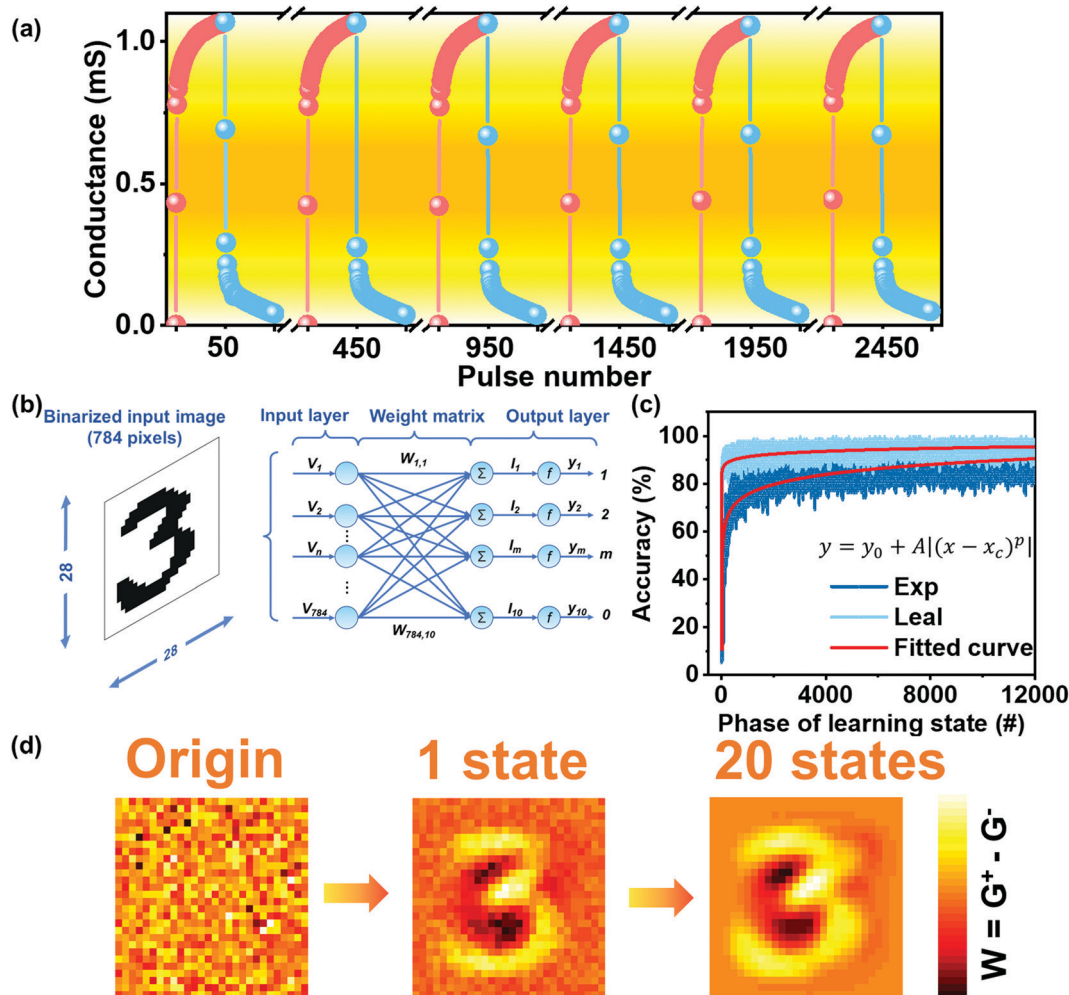 (a)
Conductance (mS)
1.0
0.5
0.0
50 450 950 1450 1950 2450
Pulse number
(b)
Binarized input image
(784 pixels)
28
28
Input layer Weight matrix Output layer
V1 W1,1 Σ I1 f y1 1
V2 Σ I2 f y2 2
Vn Σ Im f ym m
V784 W784,10 Σ I10 f y10 0
(c)
Accuracy (%)
100
80
60
40
20
0
y = y0 + A|(x − xc)^p|
Exp
Leal
Fitted curve
0 4000 8000 12000
Phase of learning state (#)
(d)
Origin 1 state 20 states
W = G+ - G-